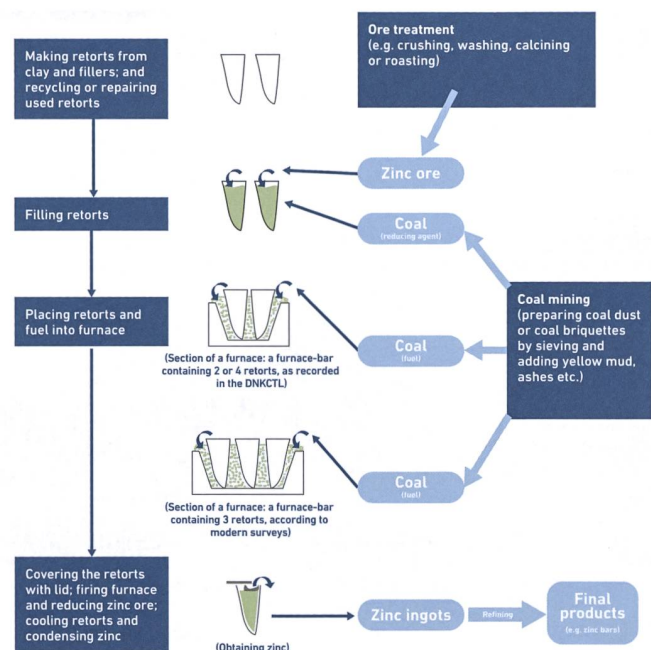 Making retorts from
clay and fillers; and
recycling or repairing
used retorts
Ore treatment
(e.g. crushing, washing, calcining
or roasting)
Zinc ore
Filling retorts
Coal
(reducing agent)
Placing retorts and
fuel into furnace
(Section of a furnace: a furnace-bar
containing 2 or 4 retorts, as recorded
in the DNKCTL)
Coal
(fuel)
Coal mining
(preparing coal dust
or coal briquettes
by sieving and
adding yellow mud,
ashes etc.)
Coal
(fuel)
(Section of a furnace: a furnace-bar
containing 3 retorts, according to
modern surveys)
Covering the retorts
with lid; firing furnace
and reducing zinc ore;
cooling retorts and
condensing zinc
(Obtaining zinc)
Zinc ingots
Refining
Final
products
(e.g. zinc bars)